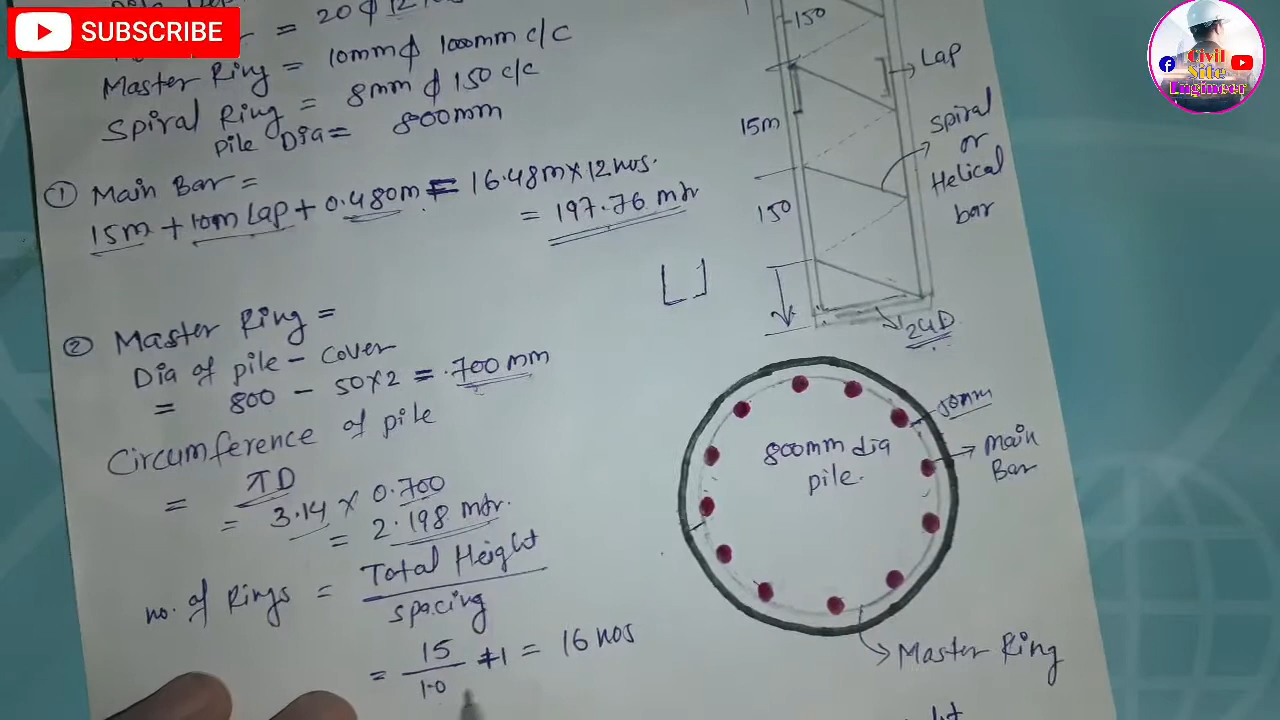 SUBSCRIBE
= 20 ϕ 12
Master Ring = 10mm ϕ 1000mm c/c
Spiral Ring = 8mm ϕ 150 c/c
Pile Dia = 800mm
① Main Bar =
15m + 10m Lap + 0.480m = 16.48m × 12 nos.
= 197.76 mtr
② Master Ring =
Dia of pile - cover
= 800 - 50×2 = 700 mm
Circumference of pile
= πD
= 3.14 × 0.700
= 2.198 mtr.
no. of Rings = Total Height
spacing
= 15 +1 = 16 nos
1.0
150
Lap
15m
spiral
or
Helical
bar
150
24D
50mm
Main
Bar
800mm dia
pile.
Master Ring
Civil
Site
Engineer